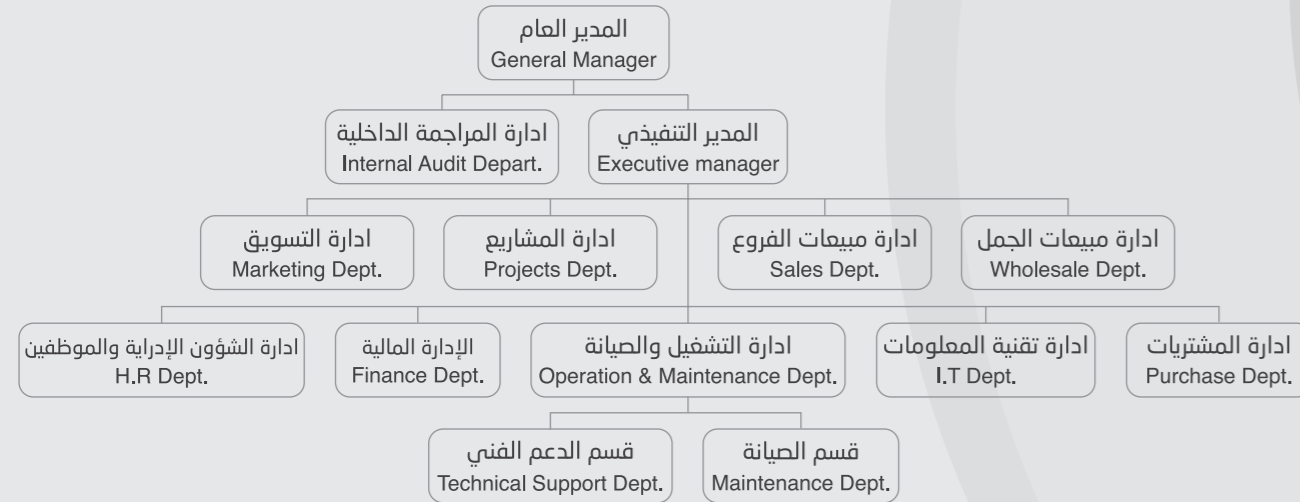 المدير العام
General Manager
ادارة المراجمة الداخلية
Internal Audit Depart.
المدير التنفيذي
Executive manager
ادارة التسويق
Marketing Dept.
ادارة المشاريع
Projects Dept.
ادارة مبيعات الفروع
Sales Dept.
ادارة مبيعات الجمل
Wholesale Dept.
ادارة الشؤون الإدراية والموظفين
H.R Dept.
الإدارة المالية
Finance Dept.
ادارة التشغيل والصيانة
Operation & Maintenance Dept.
ادارة تقنية المعلومات
I.T Dept.
ادارة المشتريات
Purchase Dept.
قسم الدعم الفني
Technical Support Dept.
قسم الصيانة
Maintenance Dept.